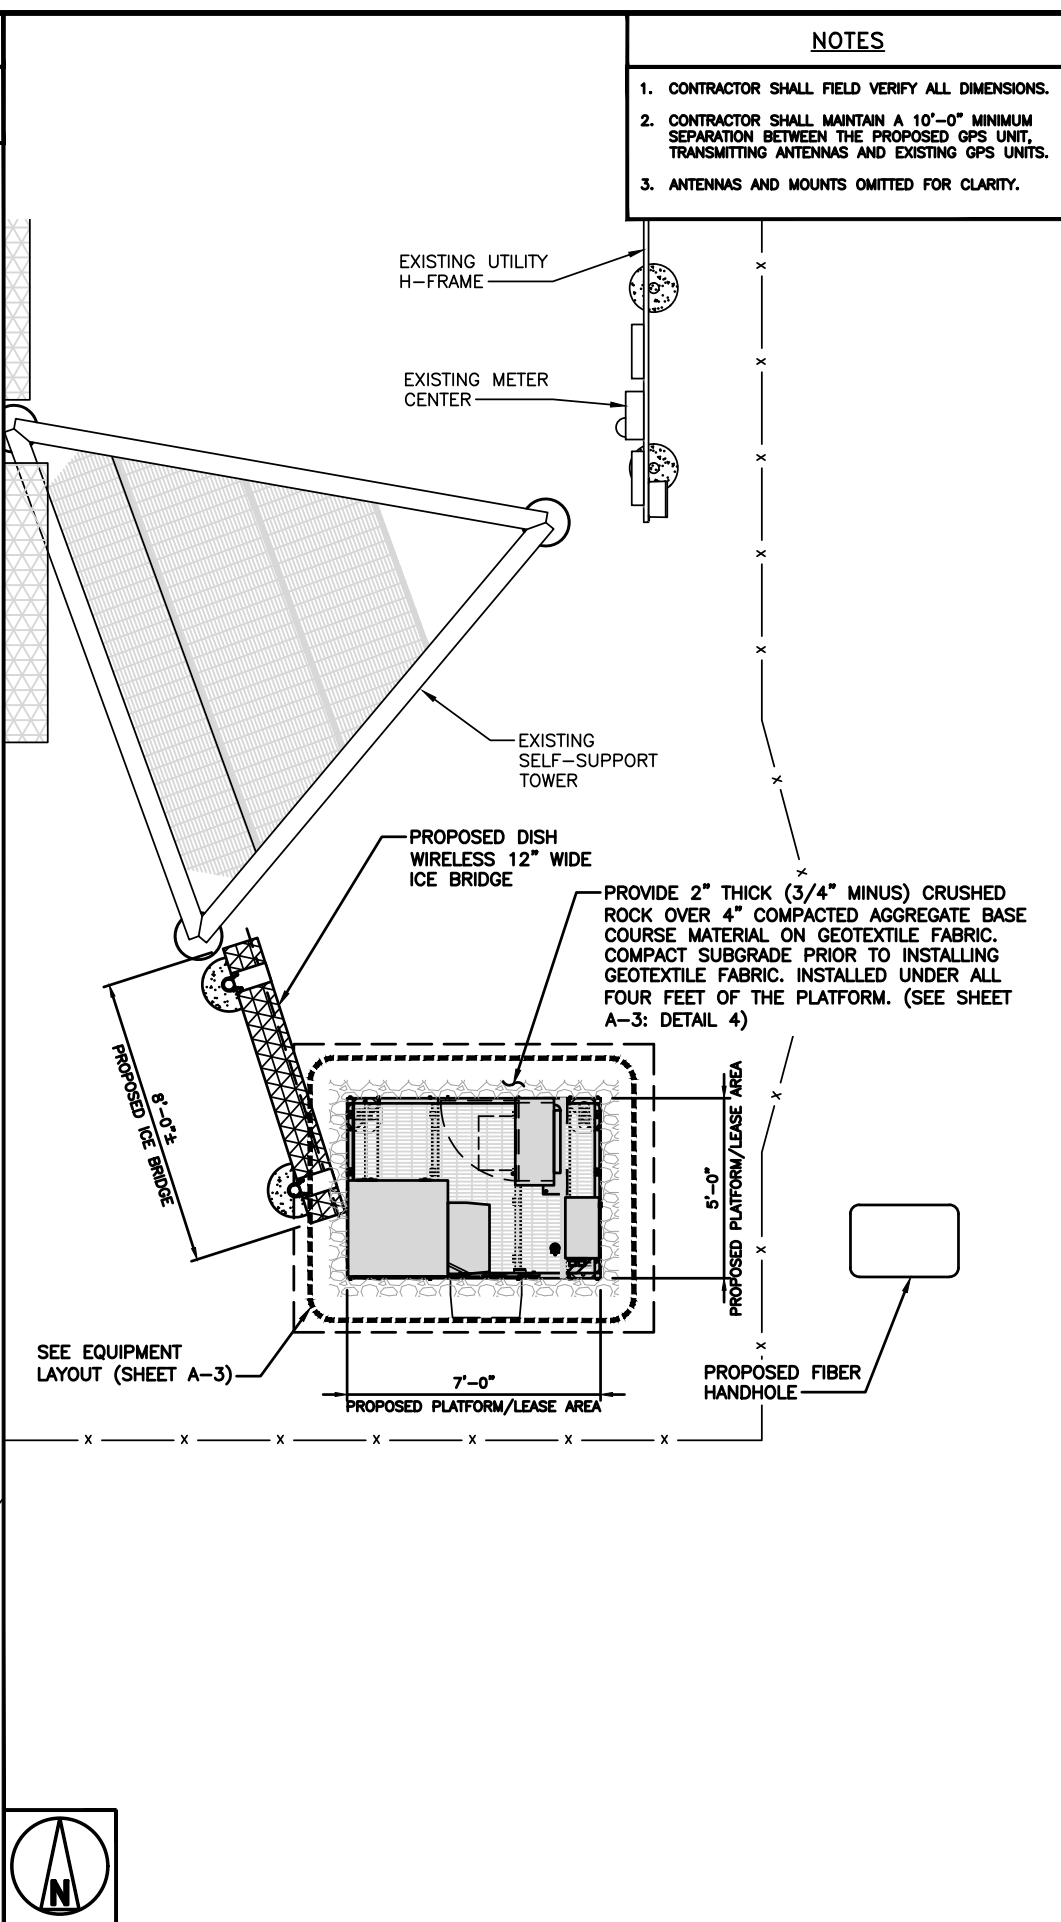 NOTES
1. CONTRACTOR SHALL FIELD VERIFY ALL DIMENSIONS.
2. CONTRACTOR SHALL MAINTAIN A 10'-0" MINIMUM
SEPARATION BETWEEN THE PROPOSED GPS UNIT,
TRANSMITTING ANTENNAS AND EXISTING GPS UNITS.
3. ANTENNAS AND MOUNTS OMITTED FOR CLARITY.
EXISTING UTILITY
H-FRAME
EXISTING METER
CENTER
EXISTING
SELF-SUPPORT
TOWER
PROPOSED DISH
WIRELESS 12" WIDE
ICE BRIDGE
PROVIDE 2" THICK (3/4" MINUS) CRUSHED
ROCK OVER 4" COMPACTED AGGREGATE BASE
COURSE MATERIAL ON GEOTEXTILE FABRIC.
COMPACT SUBGRADE PRIOR TO INSTALLING
GEOTEXTILE FABRIC. INSTALLED UNDER ALL
FOUR FEET OF THE PLATFORM. (SEE SHEET
A-3: DETAIL 4)
8'-0"±
PROPOSED ICE BRIDGE
5'-0"
PROPOSED PLATFORM/LEASE AREA
SEE EQUIPMENT
LAYOUT (SHEET A-3)
7'-0"
PROPOSED PLATFORM/LEASE AREA
PROPOSED FIBER
HANDHOLE
N